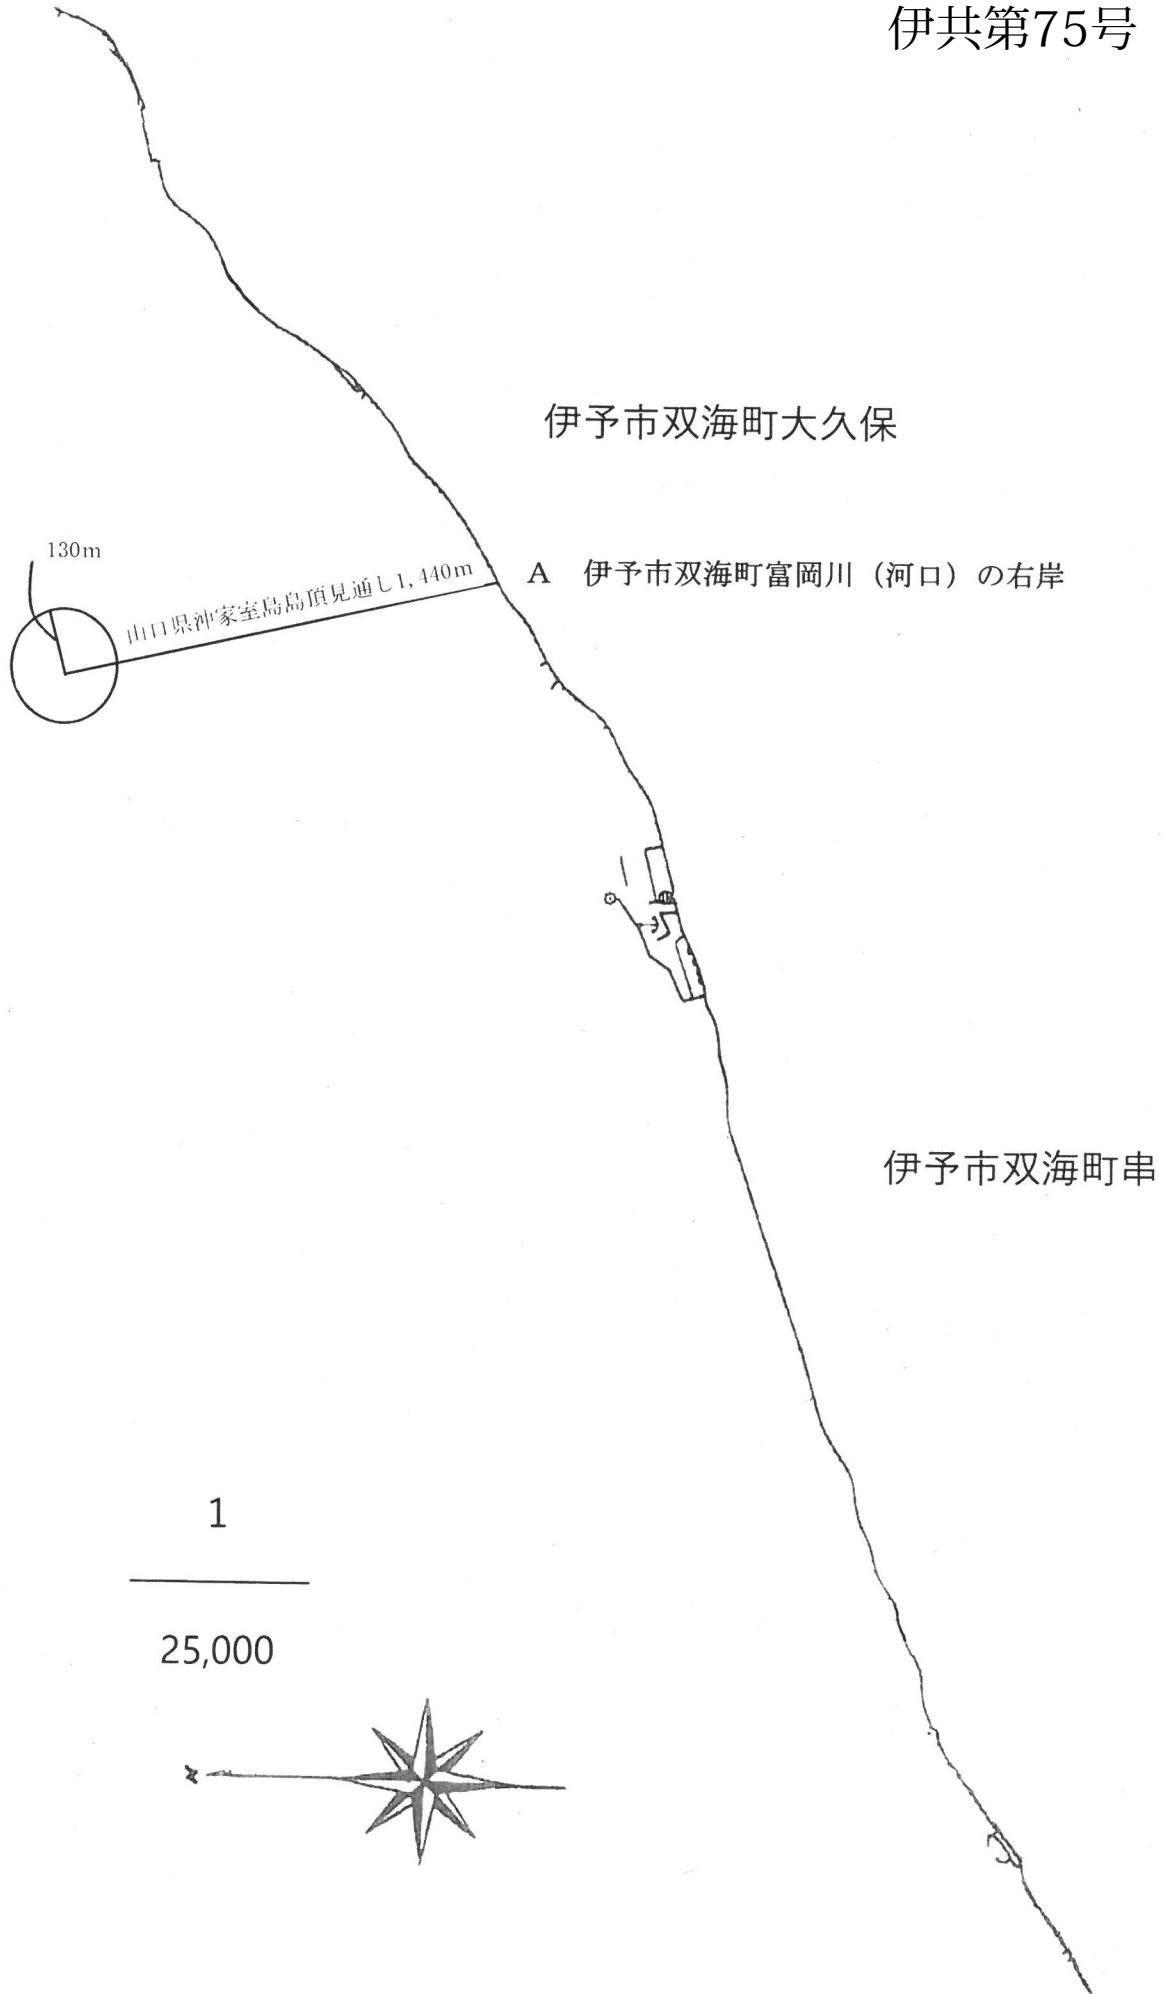 伊共第75号
伊予市双海町大久保
130m
山口県沖家室島島頂見通し1,440m
A 伊予市双海町富岡川（河口）の右岸
伊予市双海町串
1
25,000
N